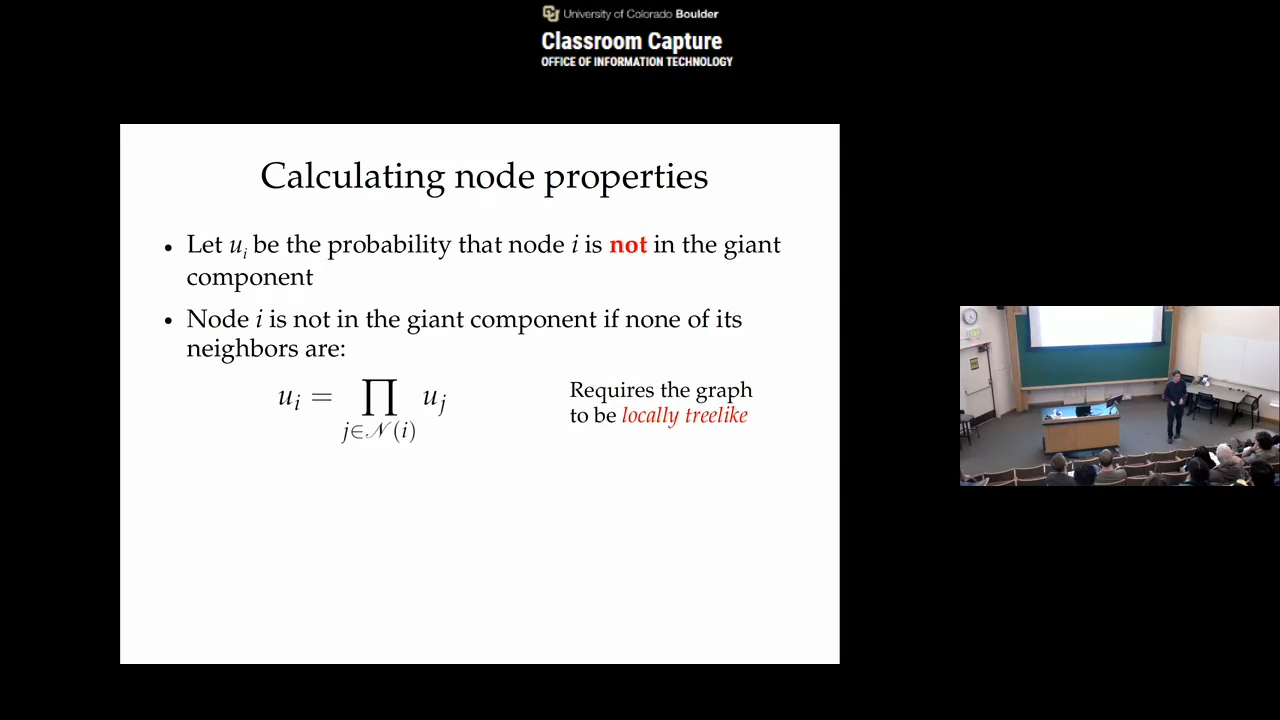 University of Colorado Boulder
Classroom Capture
OFFICE OF INFORMATION TECHNOLOGY
Calculating node properties
• Let uᵢ be the probability that node i is not in the giant
component
• Node i is not in the giant component if none of its
neighbors are:
uᵢ = ∏ uⱼ
j∈𝒩(i)
Requires the graph
to be locally treelike